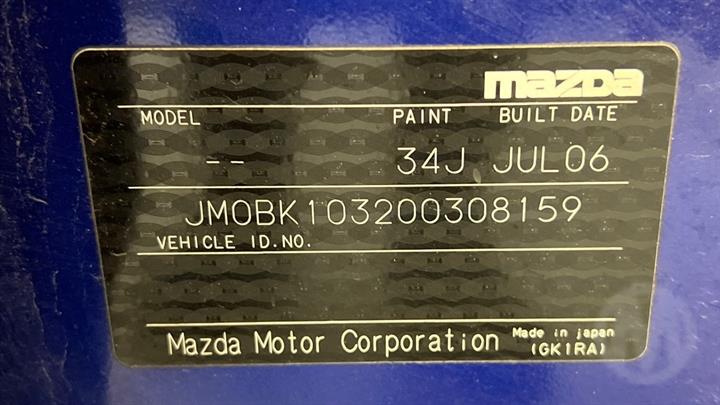 mazda
MODEL PAINT BUILT DATE
-- 34J JUL06
JM0BK103200308159
VEHICLE ID.NO.
Mazda Motor Corporation Made in japan
(GK1RA)